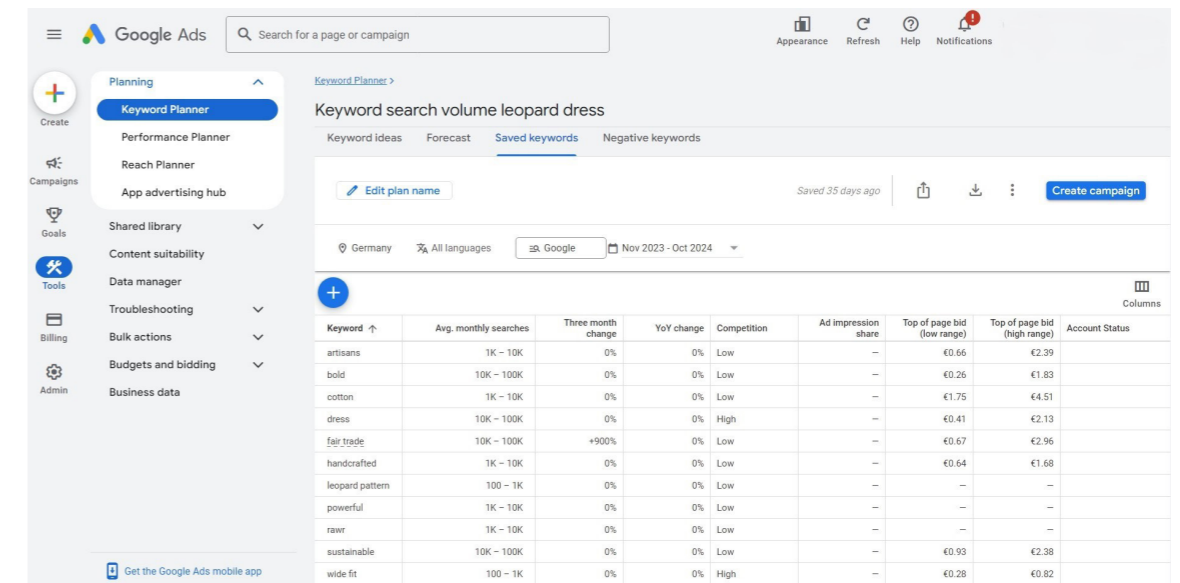 Google Ads
Search for a page or campaign
Appearance
Refresh
Help
Notifications
Create
Campaigns
Goals
Tools
Billing
Admin
Planning
Keyword Planner
Performance Planner
Reach Planner
App advertising hub
Shared library
Content suitability
Data manager
Troubleshooting
Bulk actions
Budgets and bidding
Business data
Get the Google Ads mobile app
Keyword Planner >
Keyword search volume leopard dress
Keyword ideas Forecast Saved keywords Negative keywords
Edit plan name Saved 35 days ago Create campaign
Germany All languages Google Nov 2023 - Oct 2024
Columns
Keyword Avg. monthly searches Three month change YoY change Competition Ad impression share Top of page bid (low range) Top of page bid (high range) Account Status
artisans 1K – 10K 0% 0% Low – €0.66 €2.39
bold 10K – 100K 0% 0% Low – €0.26 €1.83
cotton 1K – 10K 0% 0% Low – €1.75 €4.51
dress 10K – 100K 0% 0% High – €0.41 €2.13
fair trade 10K – 100K +900% 0% Low – €0.67 €2.96
handcrafted 1K – 10K 0% 0% Low – €0.64 €1.68
leopard pattern 100 – 1K 0% 0% Low – – –
powerful 1K – 10K 0% 0% Low – – –
rawr 1K – 10K 0% 0% Low – – –
sustainable 10K – 100K 0% 0% Low – €0.93 €2.38
wide fit 100 – 1K 0% 0% High – €0.28 €0.82